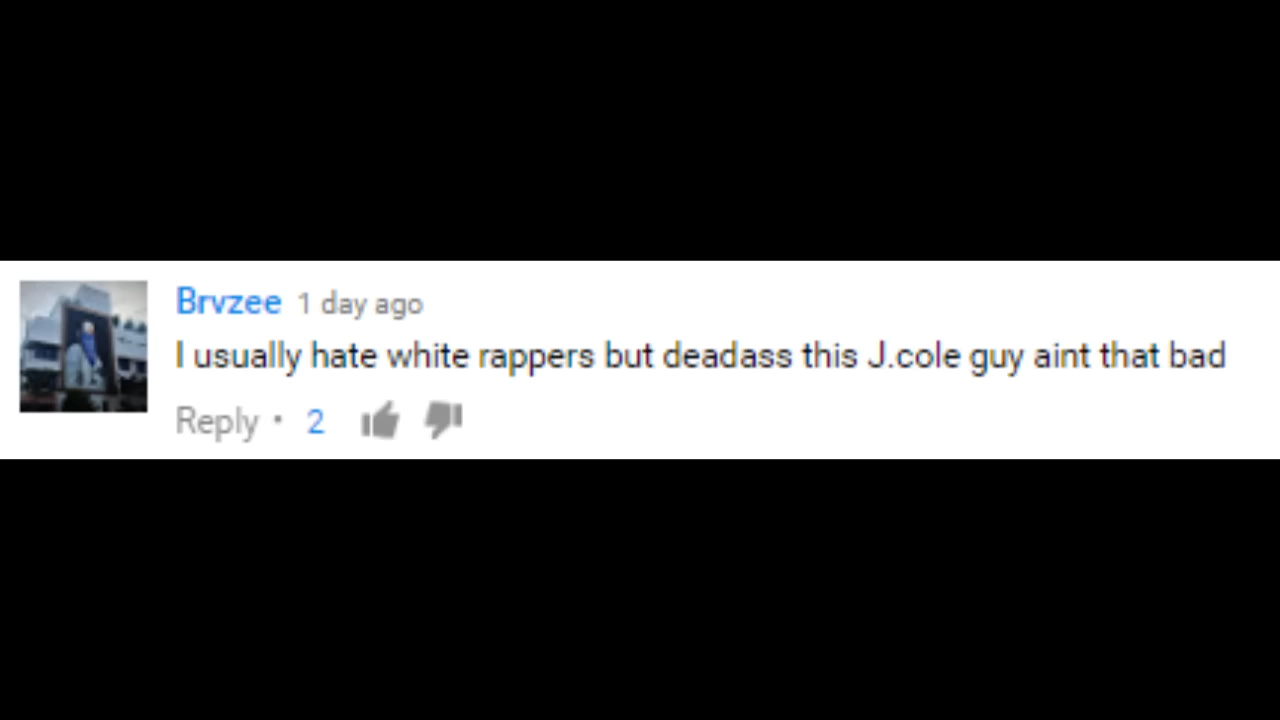 Brvzee 1 day ago
I usually hate white rappers but deadass this J.cole guy aint that bad
Reply • 2